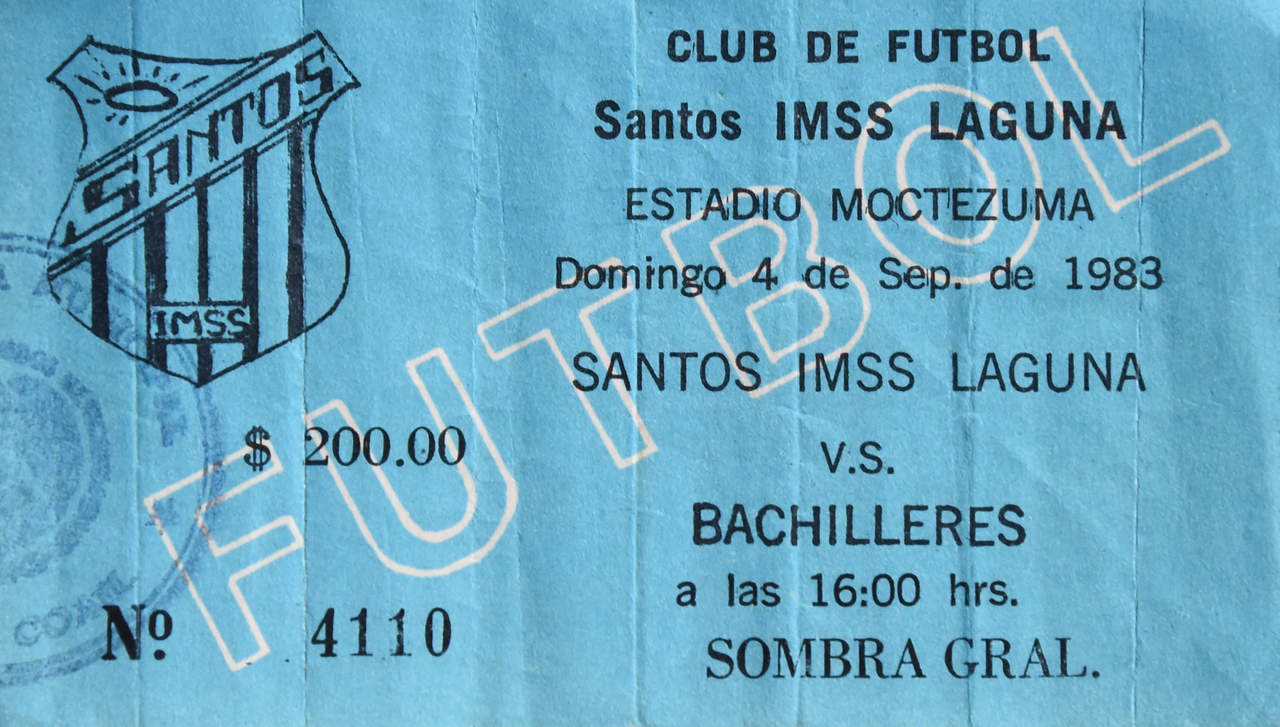 SANTOS
IMSS
$ 200.00
Nº. 4110
CLUB DE FUTBOL
Santos IMSS LAGUNA
ESTADIO MOCTEZUMA
Domingo 4 de Sep. de 1983
SANTOS IMSS LAGUNA
V.S.
BACHILLERES
a las 16:00 hrs.
SOMBRA GRAL.
FUTBOL
COAH